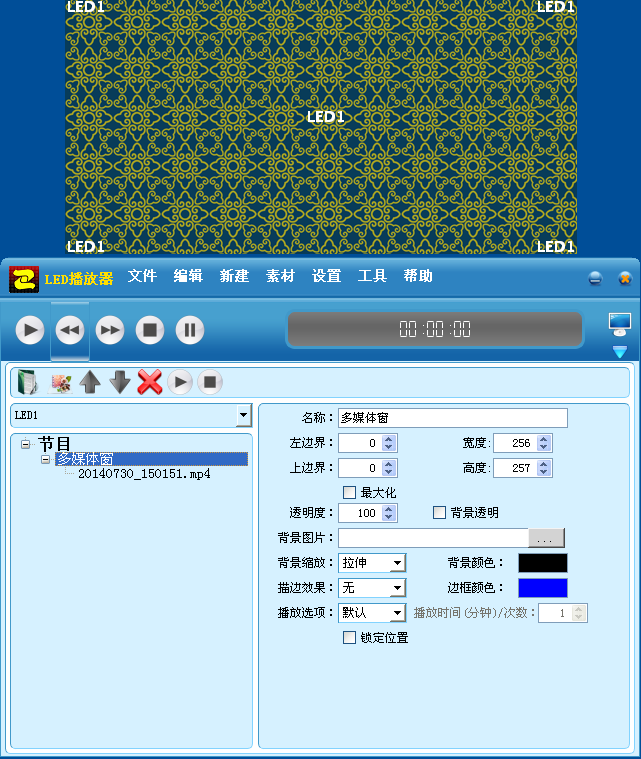 LED1 LED1
LED1
LED1 LED1
LED播放器 文件 编辑 新建 素材 设置 工具 帮助
00:00:00
LED1
节目
多媒体窗
20140730_150151.mp4
名称：多媒体窗
左边界：0 宽度：256
上边界：0 高度：257
最大化
透明度：100 背景透明
背景图片： ...
背景缩放：拉伸 背景颜色：
描边效果：无 边框颜色：
播放选项：默认 播放时间(分钟)/次数：1
锁定位置